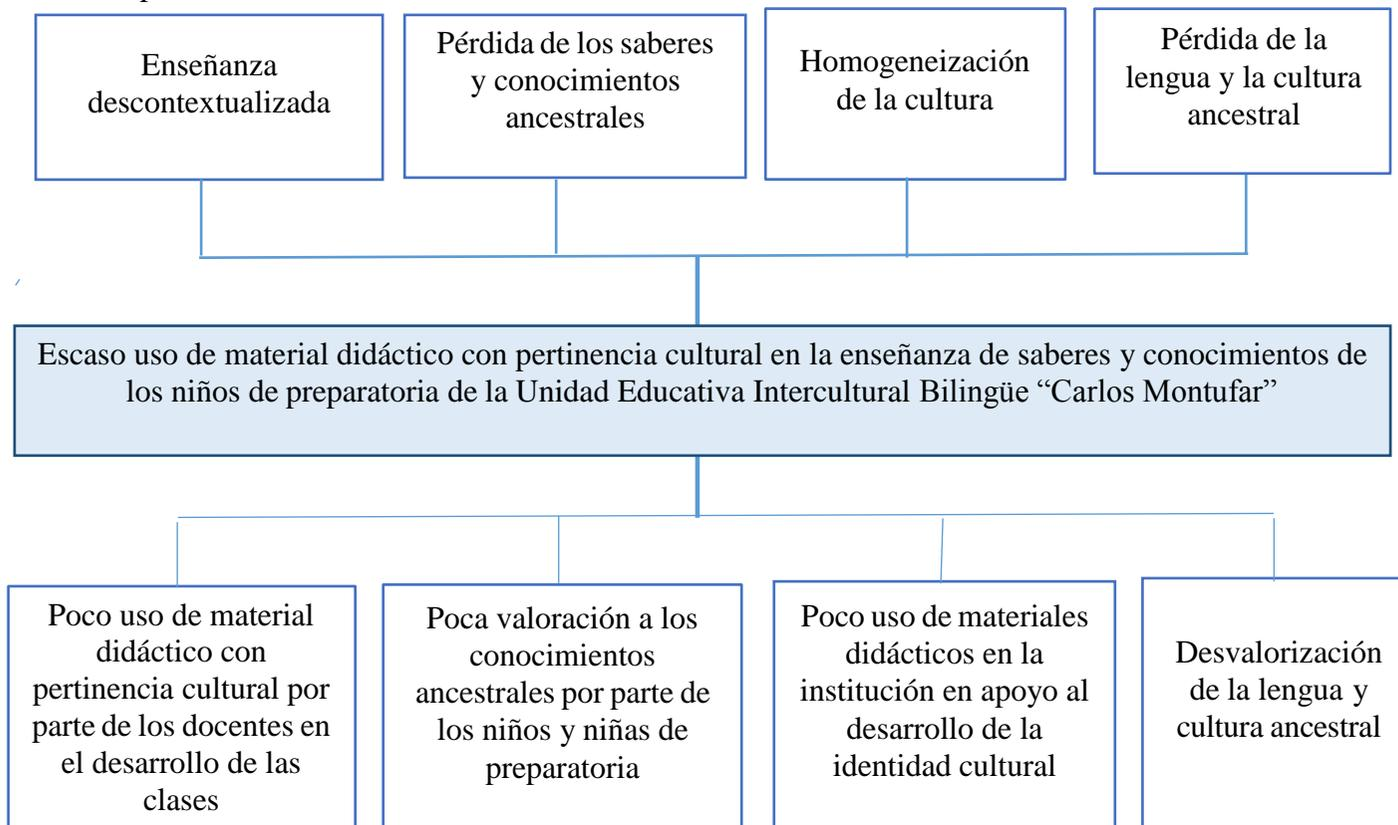 Enseñanza
descontextualizada
Pérdida de los saberes
y conocimientos
ancestrales
Homogeneización
de la cultura
Pérdida de la
lengua y la cultura
ancestral
Escaso uso de material didáctico con pertinencia cultural en la enseñanza de saberes y conocimientos de
los niños de preparatoria de la Unidad Educativa Intercultural Bilingüe “Carlos Montufar”
Poco uso de material
didáctico con
pertinencia cultural por
parte de los docentes en
el desarrollo de las
clases
Poca valoración a los
conocimientos
ancestrales por parte de
los niños y niñas de
preparatoria
Poco uso de materiales
didácticos en la
institución en apoyo al
desarrollo de la
identidad cultural
Desvalorización
de la lengua y
cultura ancestral